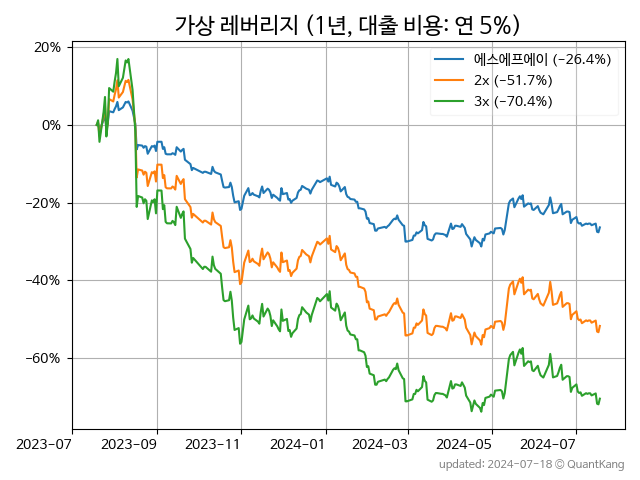 가상 레버리지 (1년, 대출 비용: 연 5%)
에스에프에이 (−26.4%)
2x (−51.7%)
3x (−70.4%)
20%
0%
−20%
−40%
−60%
2023-07 2023-09 2023-11 2024-01 2024-03 2024-05 2024-07
updated: 2024-07-18 © QuantKang